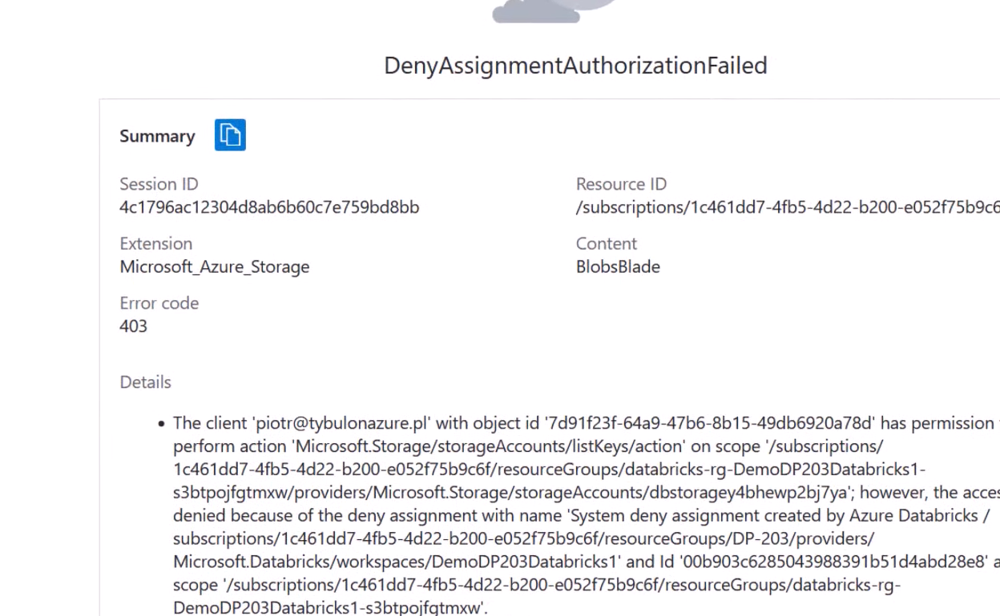 DenyAssignmentAuthorizationFailed
Summary
Session ID
4c1796ac12304d8ab6b60c7e759bd8bb
Resource ID
/subscriptions/1c461dd7-4fb5-4d22-b200-e052f75b9c6
Extension
Microsoft_Azure_Storage
Content
BlobsBlade
Error code
403
Details
• The client 'piotr@tybulonazure.pl' with object id '7d91f23f-64a9-47b6-8b15-49db6920a78d' has permission
perform action 'Microsoft.Storage/storageAccounts/listKeys/action' on scope '/subscriptions/
1c461dd7-4fb5-4d22-b200-e052f75b9c6f/resourceGroups/databricks-rg-DemoDP203Databricks1-
s3btpojfgtmxw/providers/Microsoft.Storage/storageAccounts/dbstoragey4bhewp2bj7ya'; however, the acces
denied because of the deny assignment with name 'System deny assignment created by Azure Databricks /
subscriptions/1c461dd7-4fb5-4d22-b200-e052f75b9c6f/resourceGroups/DP-203/providers/
Microsoft.Databricks/workspaces/DemoDP203Databricks1' and Id '00b903c6285043988391b51d4abd28e8' a
scope '/subscriptions/1c461dd7-4fb5-4d22-b200-e052f75b9c6f/resourceGroups/databricks-rg-
DemoDP203Databricks1-s3btpojfgtmxw'.